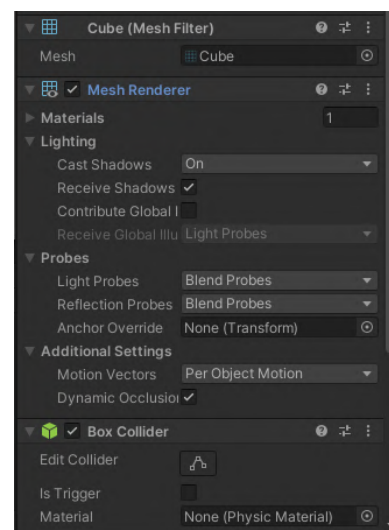 Cube (Mesh Filter)
Mesh Cube
Mesh Renderer
Materials 1
Lighting
Cast Shadows On
Receive Shadows
Contribute Global I
Receive Global Illu Light Probes
Probes
Light Probes Blend Probes
Reflection Probes Blend Probes
Anchor Override None (Transform)
Additional Settings
Motion Vectors Per Object Motion
Dynamic Occlusion
Box Collider
Edit Collider
Is Trigger
Material None (Physic Material)